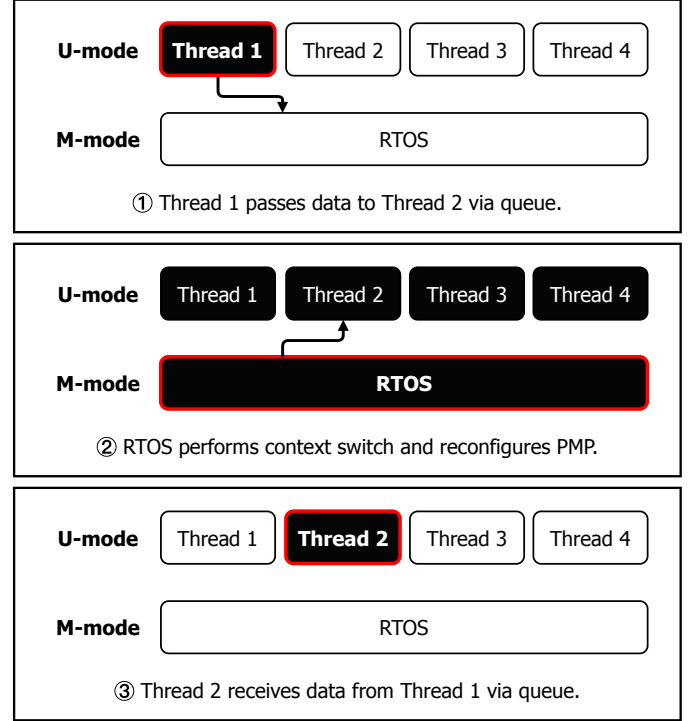 U-mode Thread 1 Thread 2 Thread 3 Thread 4
M-mode RTOS
① Thread 1 passes data to Thread 2 via queue.
U-mode Thread 1 Thread 2 Thread 3 Thread 4
M-mode RTOS
② RTOS performs context switch and reconfigures PMP.
U-mode Thread 1 Thread 2 Thread 3 Thread 4
M-mode RTOS
③ Thread 2 receives data from Thread 1 via queue.